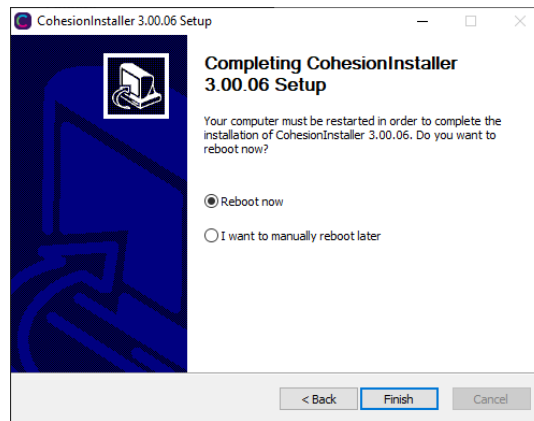 CohesionInstaller 3.00.06 Setup
Completing CohesionInstaller
3.00.06 Setup
Your computer must be restarted in order to complete the
installation of CohesionInstaller 3.00.06. Do you want to
reboot now?
Reboot now
I want to manually reboot later
< Back Finish Cancel